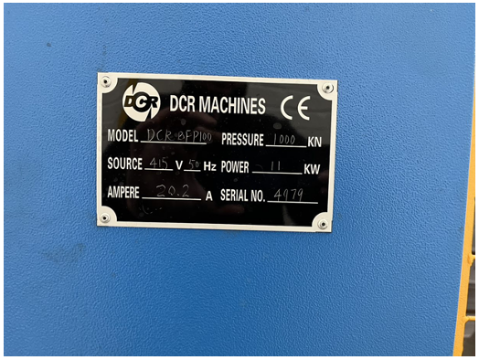 DCR DCR MACHINES CE
MODEL DCR-BFP100 PRESSURE 1000 KN
SOURCE 415 V 50 Hz POWER 11 KW
AMPERE 20.2 A SERIAL NO. 4979